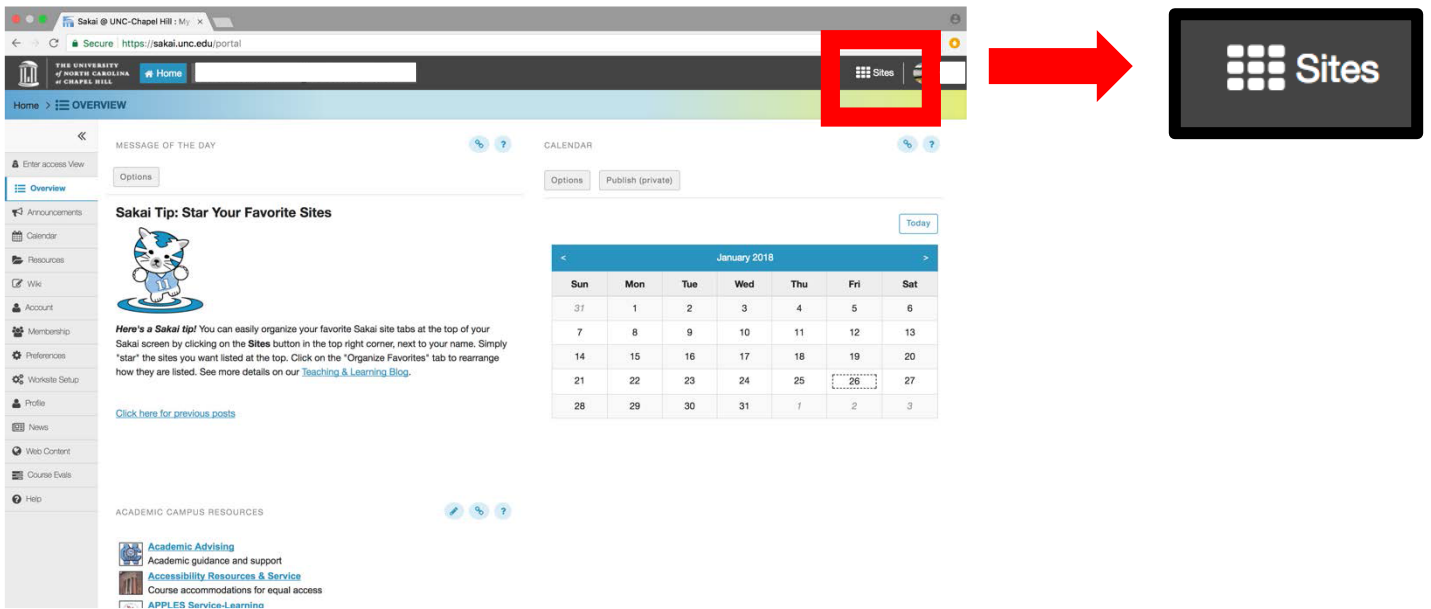 Sakai @ UNC-Chapel Hill : My
Secure https://sakai.unc.edu/portal
THE UNIVERSITY
of NORTH CAROLINA
at CHAPEL HILL
Home
Sites
Sites
Home > OVERVIEW
Enter access View
Overview
Announcements
Calendar
Resources
Wiki
Account
Membership
Preferences
Worksite Setup
Profile
News
Web Content
Course Evals
Help
MESSAGE OF THE DAY
Options
Sakai Tip: Star Your Favorite Sites
11
Here's a Sakai tip! You can easily organize your favorite Sakai site tabs at the top of your
Sakai screen by clicking on the Sites button in the top right corner, next to your name. Simply
"star" the sites you want listed at the top. Click on the "Organize Favorites" tab to rearrange
how they are listed. See more details on our Teaching & Learning Blog.
Click here for previous posts
CALENDAR
Options Publish (private)
Today
< January 2018 >
Sun Mon Tue Wed Thu Fri Sat
31 1 2 3 4 5 6
7 8 9 10 11 12 13
14 15 16 17 18 19 20
21 22 23 24 25 26 27
28 29 30 31 1 2 3
ACADEMIC CAMPUS RESOURCES
Academic Advising
Academic guidance and support
Accessibility Resources & Service
Course accommodations for equal access
APPLES Service-Learning